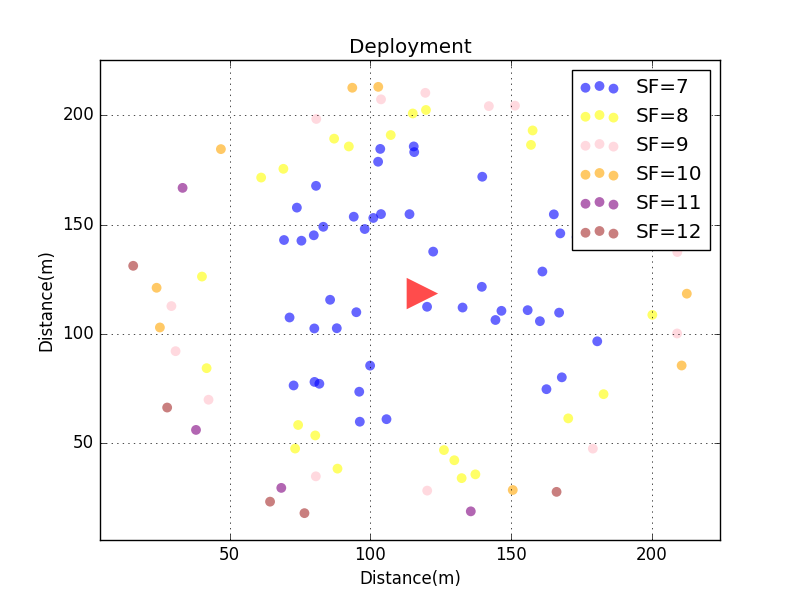 Deployment
SF=7
SF=8
SF=9
SF=10
SF=11
SF=12
200
150
100
50
Distance(m)
50
100
150
200
Distance(m)